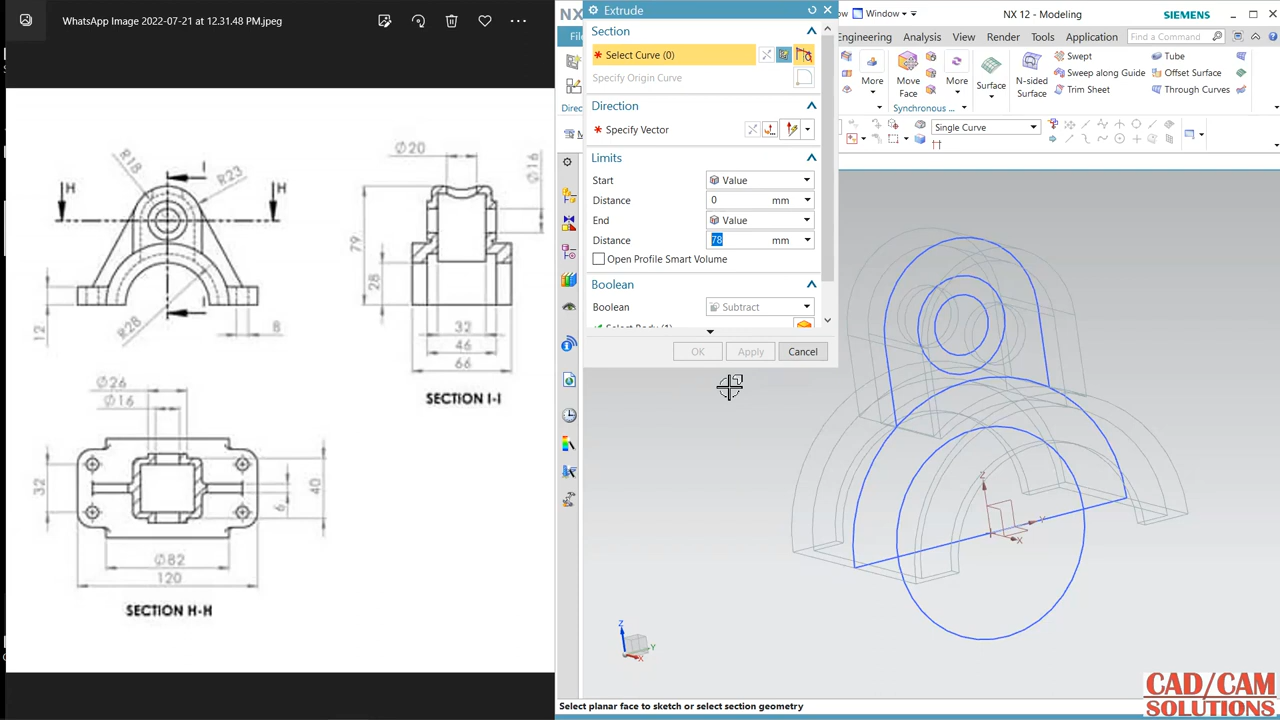 WhatsApp Image 2022-07-21 at 12.31.48 PM.jpeg
R18
I
R23
H
H
12
R28
I
8
Ø20
Ø16
79
28
32
46
66
SECTION I-I
Ø26
Ø16
32
40
6
Ø82
120
SECTION H-H
NX
Extrude
Window
NX 12 - Modeling
SIEMENS
Engineering
Analysis
View
Render
Tools
Application
Find a Command
Section
* Select Curve (0)
Specify Origin Curve
Direction
* Specify Vector
Limits
Start
Value
Distance
0
mm
End
Value
Distance
78
mm
Open Profile Smart Volume
Boolean
Boolean
Subtract
OK
Apply
Cancel
More
Move
Face
More
Surface
N-sided
Surface
Swept
Sweep along Guide
Trim Sheet
Tube
Offset Surface
Through Curves
Synchronous ...
Single Curve
Z
Y
X
Z
Y
X
Select planar face to sketch or select section geometry
CAD/CAM
SOLUTIONS